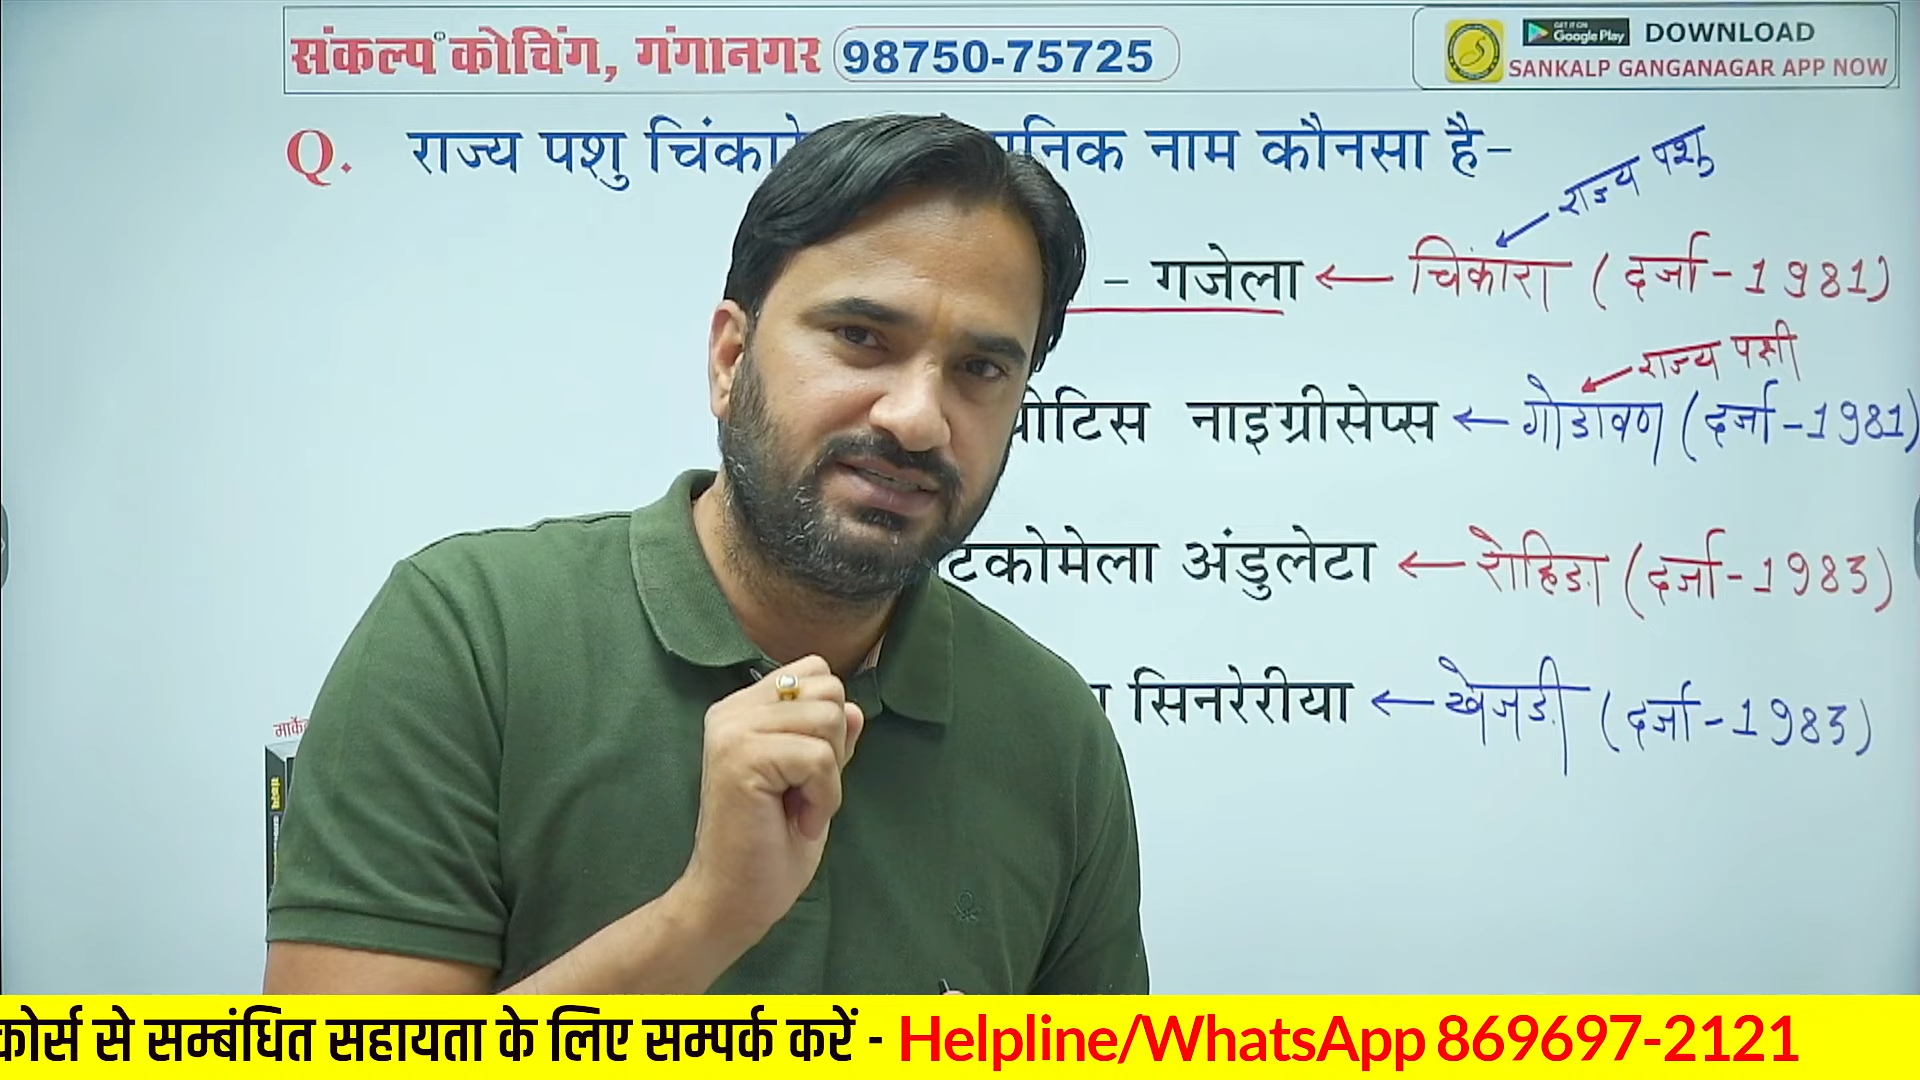 संकल्प कोचिंग, गंगानगर 98750-75725
GET IT ON
Google Play
DOWNLOAD
SANKALP GANGANAGAR APP NOW
Q. राज्य पशु नाम कौनसा है-
राज्य पशु
- गजेला ← चिंकारा (दर्जा-1981)
राज्य पक्षी
नाइग्रीसेप्स ← गोडावण (दर्जा-1981)
अंडुलेटा ← रोहिड़ा (दर्जा-1983)
सिनरेरीया ← खेजड़ी (दर्जा-1983)
कोर्स से सम्बंधित सहायता के लिए सम्पर्क करें - Helpline/WhatsApp 869697-2121